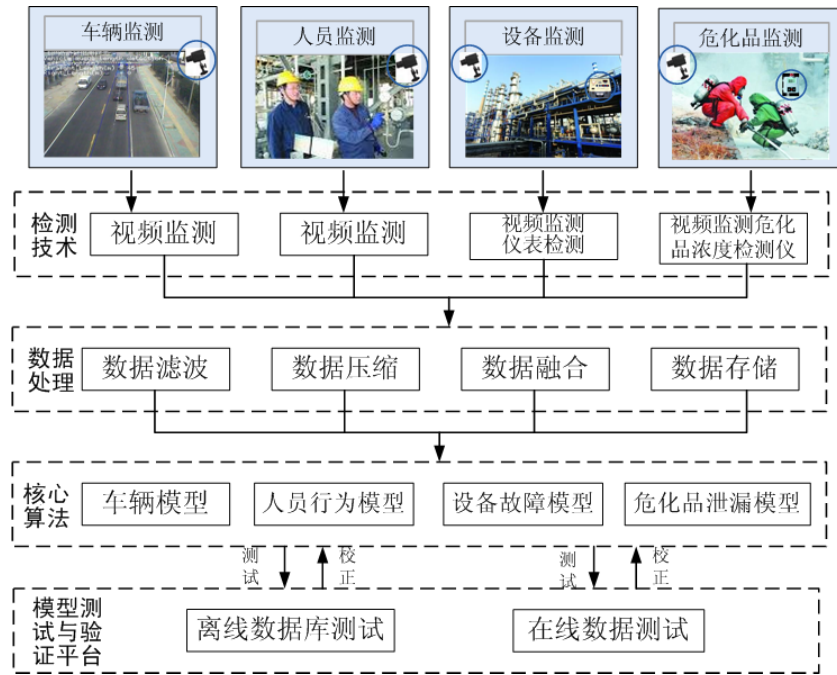 车辆监测
人员监测
设备监测
危化品监测
检测
技术
视频监测
视频监测
视频监测
仪表检测
视频监测危化
品浓度检测仪
数据
处理
数据滤波
数据压缩
数据融合
数据存储
核心
算法
车辆模型
人员行为模型
设备故障模型
危化品泄漏模型
测
试
校
正
测
试
校
正
模型测
试与验
证平台
离线数据库测试
在线数据测试